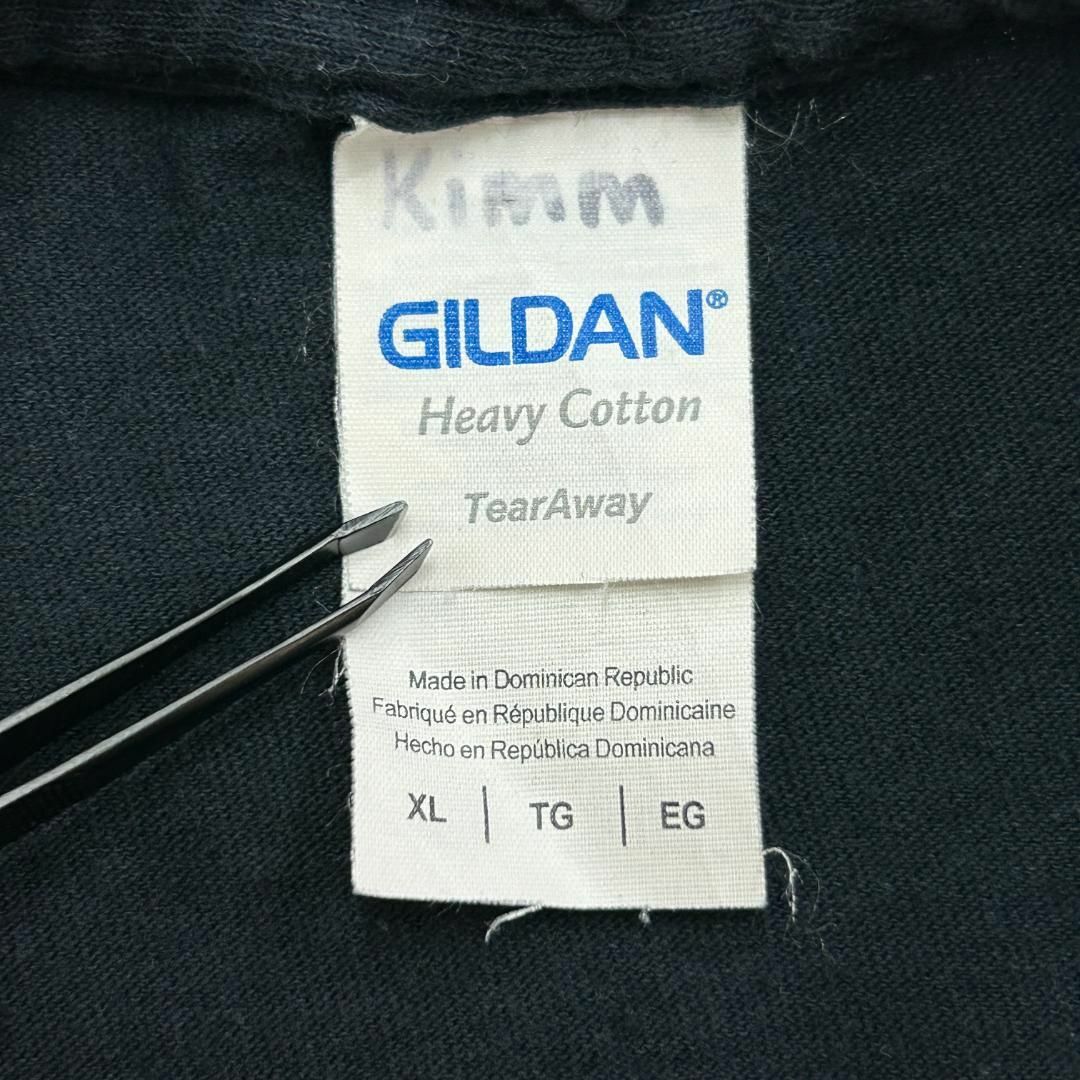 Kimm
GILDAN®
Heavy Cotton
TearAway
Made in Dominican Republic
Fabriqué en République Dominicaine
Hecho en República Dominicana
XL | TG | EG